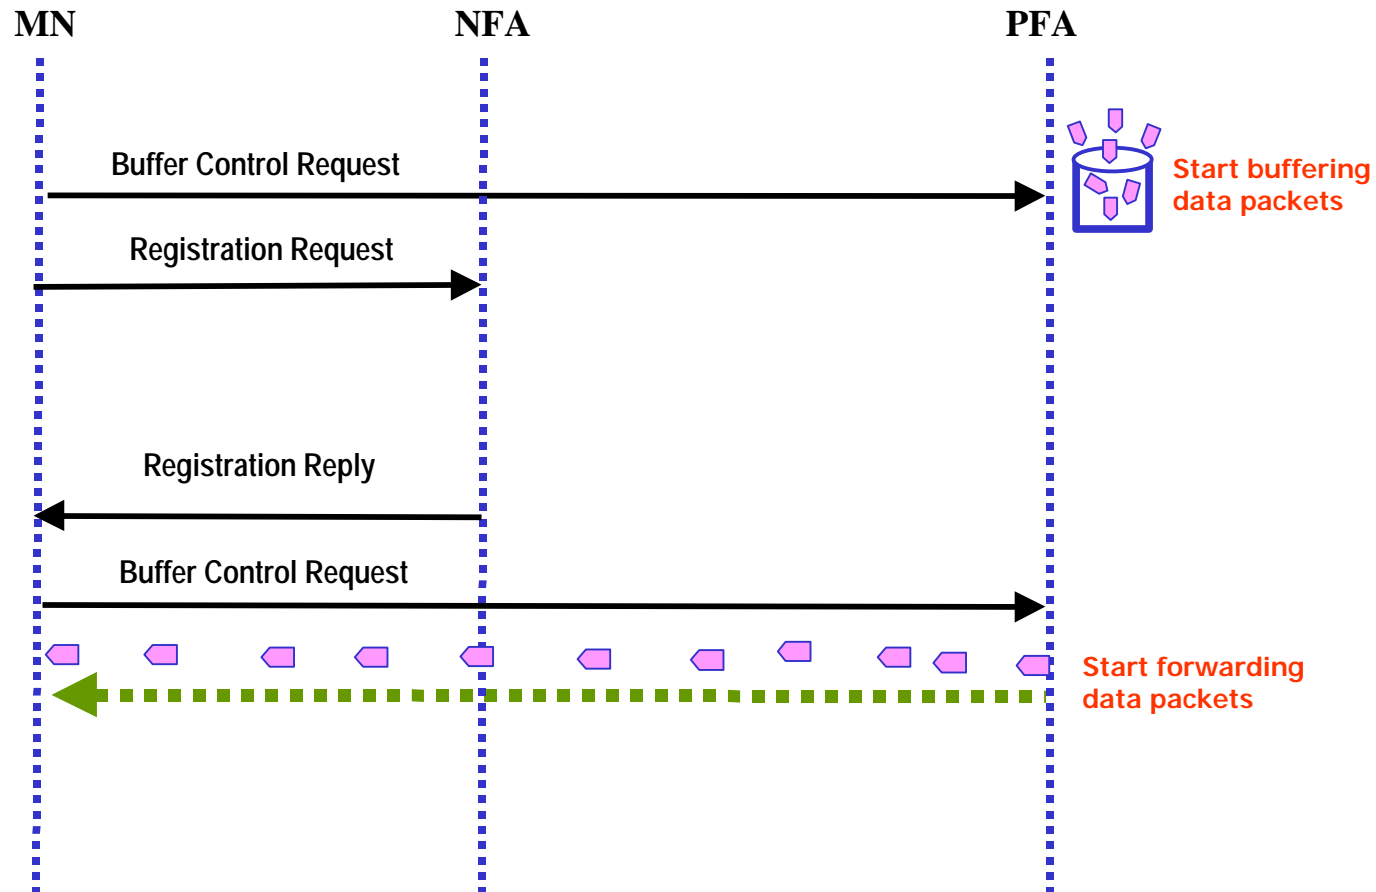 MN
NFA
PFA
Buffer Control Request
Start buffering
data packets
Registration Request
Registration Reply
Buffer Control Request
Start forwarding
data packets